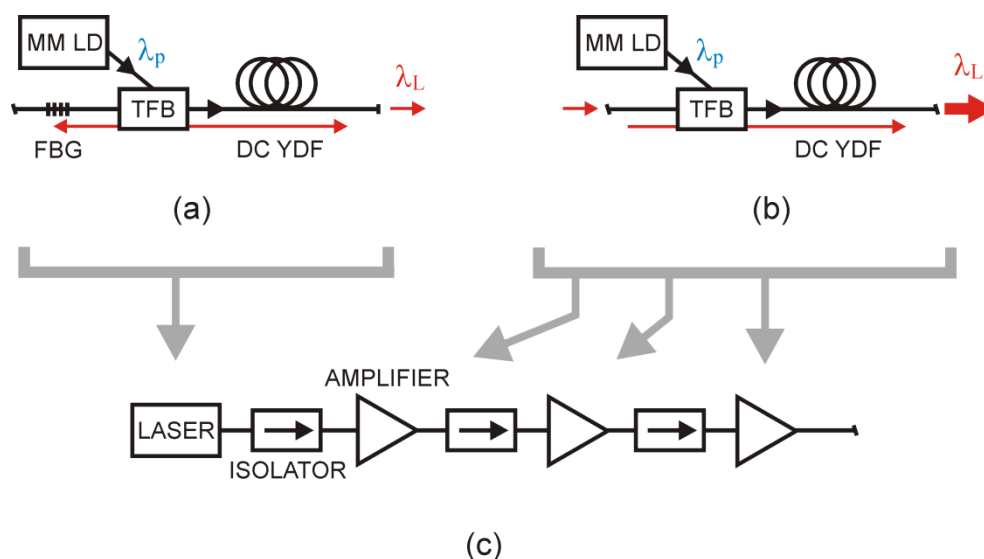 MM LD
λp
TFB
λL
FBG
DC YDF
(a)
MM LD
λp
TFB
λL
DC YDF
(b)
AMPLIFIER
LASER
ISOLATOR
(c)